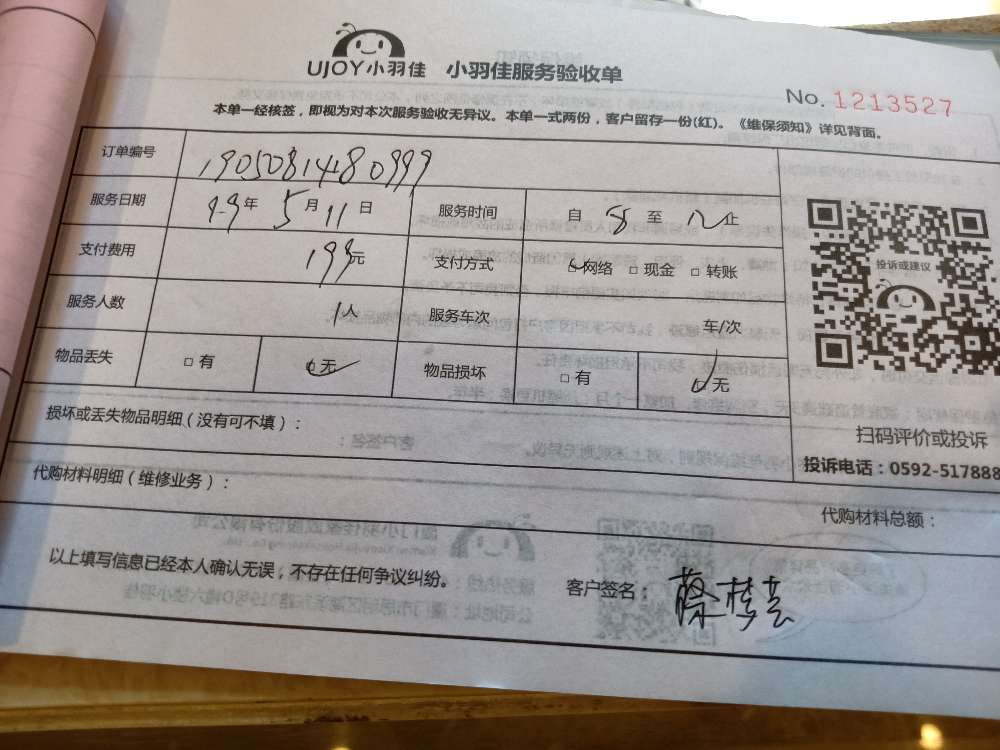 UJOY小羽佳 小羽佳服务验收单
No. 1213527
本单一经核签，即视为对本次服务验收无异议。本单一式两份，客户留存一份(红)。《维保须知》详见背面。
订单编号 1905081480999
服务日期 19年 5月 11日 服务时间 自 8 至 12 止
支付费用 199元 支付方式 □网络 □现金 □转账
服务人数 1人 服务车次 车/次
物品丢失 □有 □无 物品损坏 □有 □无
投诉或建议
扫码评价或投诉
投诉电话：0592-517888
损坏或丢失物品明细（没有可不填）：
代购材料明细（维修业务）：
代购材料总额：
以上填写信息已经本人确认无误，不存在任何争议纠纷。 客户签名：蔡梦芸